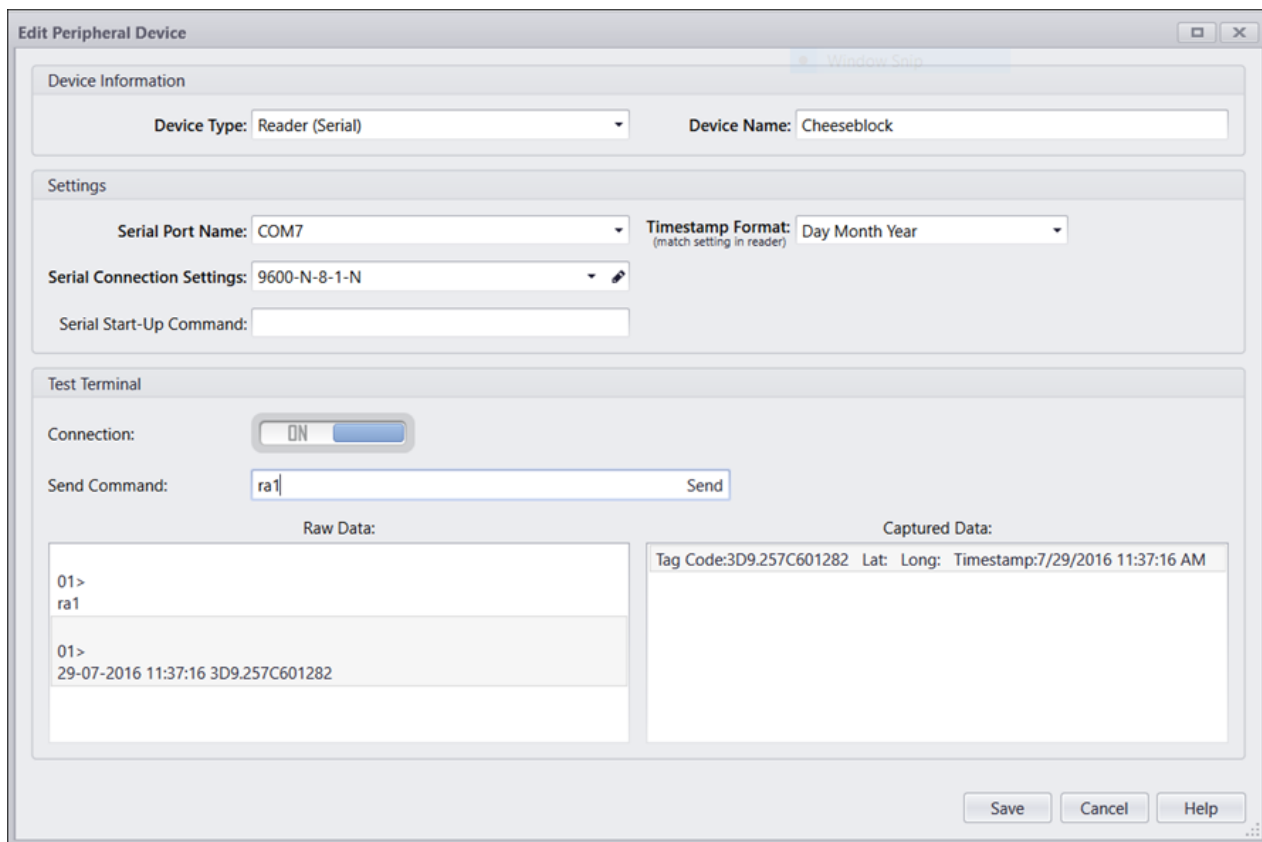 Edit Peripheral Device
Window Snip
Device Information
Device Type: Reader (Serial) Device Name: Cheeseblock
Settings
Serial Port Name: COM7 Timestamp Format: Day Month Year
(match setting in reader)
Serial Connection Settings: 9600-N-8-1-N
Serial Start-Up Command:
Test Terminal
Connection: ON
Send Command: ra1 Send
Raw Data: Captured Data:
Tag Code:3D9.257C601282 Lat: Long: Timestamp:7/29/2016 11:37:16 AM
01>
ra1
01>
29-07-2016 11:37:16 3D9.257C601282
Save Cancel Help